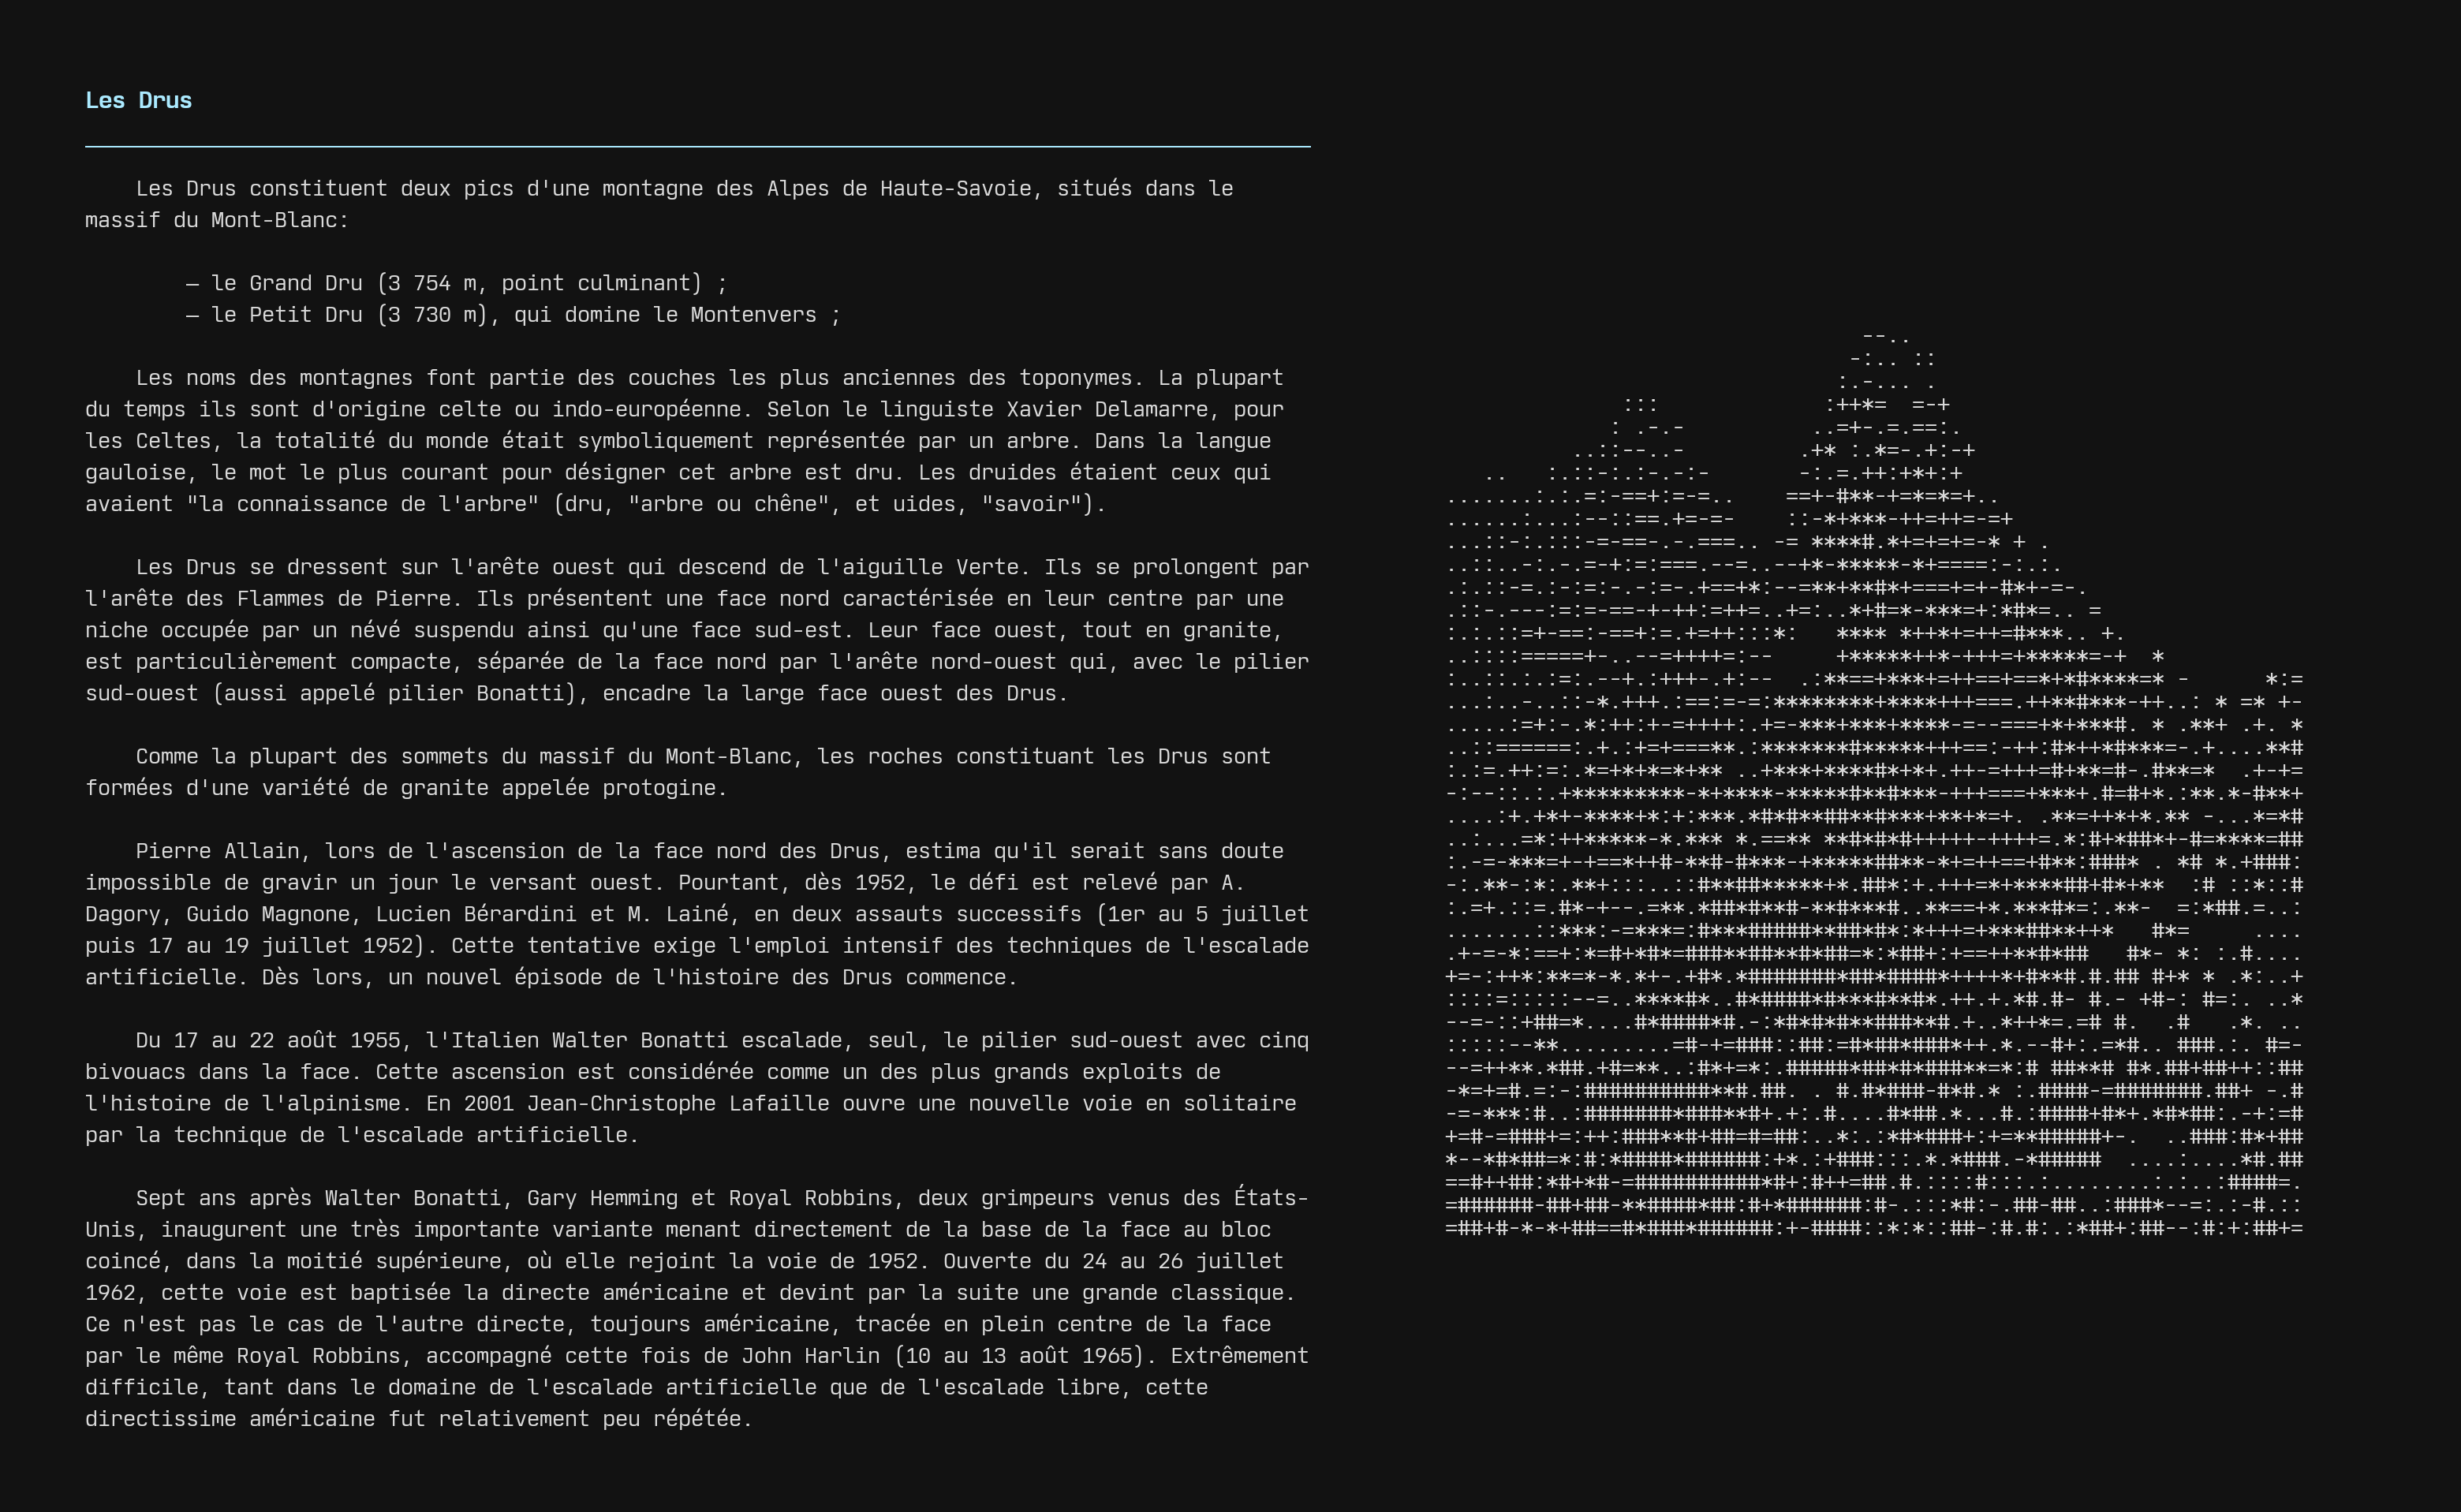 Les Drus
Les Drus constituent deux pics d'une montagne des Alpes de Haute-Savoie, situés dans le
massif du Mont-Blanc:
— le Grand Dru (3 754 m, point culminant) ;
— le Petit Dru (3 730 m), qui domine le Montenvers ;
Les noms des montagnes font partie des couches les plus anciennes des toponymes. La plupart
du temps ils sont d'origine celte ou indo-européenne. Selon le linguiste Xavier Delamarre, pour
les Celtes, la totalité du monde était symboliquement représentée par un arbre. Dans la langue
gauloise, le mot le plus courant pour désigner cet arbre est dru. Les druides étaient ceux qui
avaient "la connaissance de l'arbre" (dru, "arbre ou chêne", et uides, "savoir").
Les Drus se dressent sur l'arête ouest qui descend de l'aiguille Verte. Ils se prolongent par
l'arête des Flammes de Pierre. Ils présentent une face nord caractérisée en leur centre par une
niche occupée par un névé suspendu ainsi qu'une face sud-est. Leur face ouest, tout en granite,
est particulièrement compacte, séparée de la face nord par l'arête nord-ouest qui, avec le pilier
sud-ouest (aussi appelé pilier Bonatti), encadre la large face ouest des Drus.
Comme la plupart des sommets du massif du Mont-Blanc, les roches constituant les Drus sont
formées d'une variété de granite appelée protogine.
Pierre Allain, lors de l'ascension de la face nord des Drus, estima qu'il serait sans doute
impossible de gravir un jour le versant ouest. Pourtant, dès 1952, le défi est relevé par A.
Dagory, Guido Magnone, Lucien Bérardini et M. Lainé, en deux assauts successifs (1er au 5 juillet
puis 17 au 19 juillet 1952). Cette tentative exige l'emploi intensif des techniques de l'escalade
artificielle. Dès lors, un nouvel épisode de l'histoire des Drus commence.
Du 17 au 22 août 1955, l'Italien Walter Bonatti escalade, seul, le pilier sud-ouest avec cinq
bivouacs dans la face. Cette ascension est considérée comme un des plus grands exploits de
l'histoire de l'alpinisme. En 2001 Jean-Christophe Lafaille ouvre une nouvelle voie en solitaire
par la technique de l'escalade artificielle.
Sept ans après Walter Bonatti, Gary Hemming et Royal Robbins, deux grimpeurs venus des États-
Unis, inaugurent une très importante variante menant directement de la base de la face au bloc
coincé, dans la moitié supérieure, où elle rejoint la voie de 1952. Ouverte du 24 au 26 juillet
1962, cette voie est baptisée la directe américaine et devint par la suite une grande classique.
Ce n'est pas le cas de l'autre directe, toujours américaine, tracée en plein centre de la face
par le même Royal Robbins, accompagné cette fois de John Harlin (10 au 13 août 1965). Extrêmement
difficile, tant dans le domaine de l'escalade artificielle que de l'escalade libre, cette
directissime américaine fut relativement peu répétée.